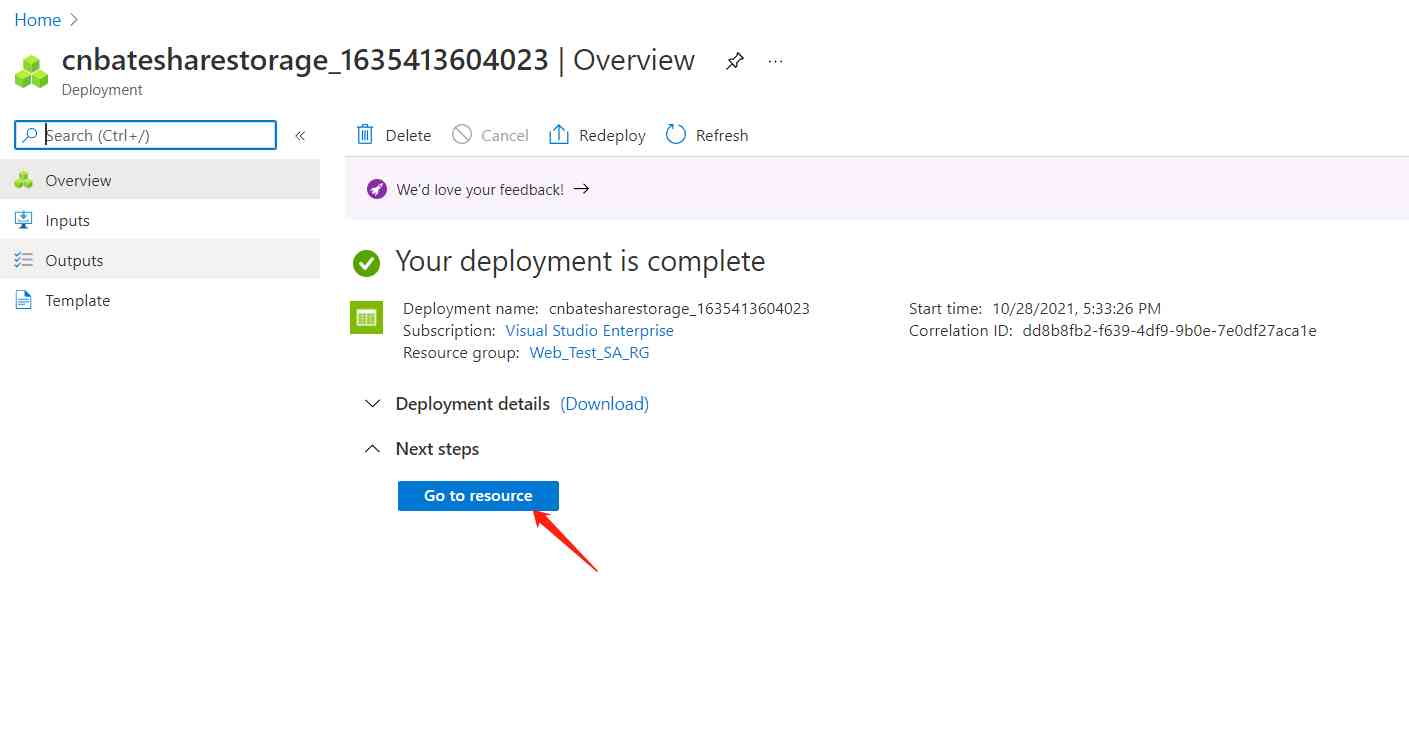 Home
cnbatesharestorage_1635413604023 | Overview ...
Deployment
Search (Ctrl+/) «
Delete Cancel Redeploy Refresh
Overview
Inputs
Outputs
Template
We'd love your feedback! →
Your deployment is complete
Deployment name: cnbatesharestorage_1635413604023
Subscription: Visual Studio Enterprise
Resource group: Web_Test_SA_RG
Start time: 10/28/2021, 5:33:26 PM
Correlation ID: dd8b8fb2-f639-4df9-9b0e-7e0df27aca1e
Deployment details (Download)
Next steps
Go to resource